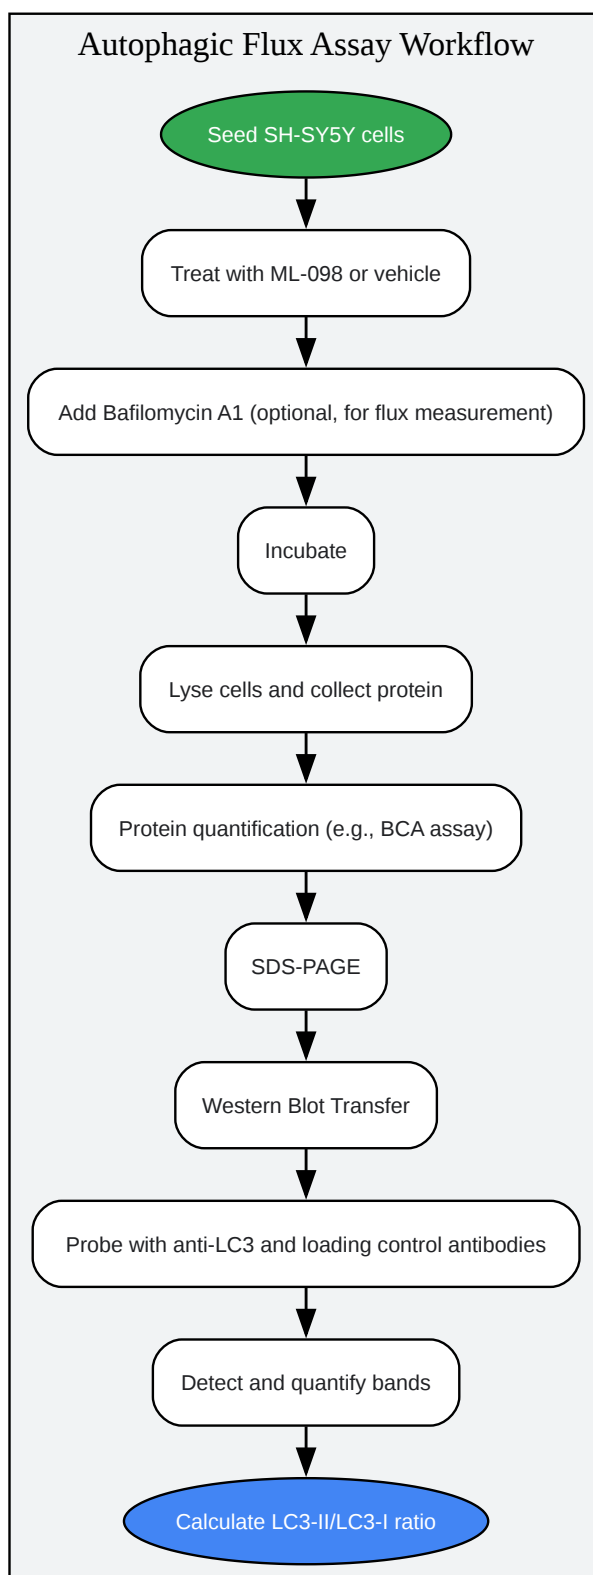 Autophagic Flux Assay Workflow
Seed SH-SY5Y cells
Treat with ML-098 or vehicle
Add Bafilomycin A1 (optional, for flux measurement)
Incubate
Lyse cells and collect protein
Protein quantification (e.g., BCA assay)
SDS-PAGE
Western Blot Transfer
Probe with anti-LC3 and loading control antibodies
Detect and quantify bands
Calculate LC3-II/LC3-I ratio